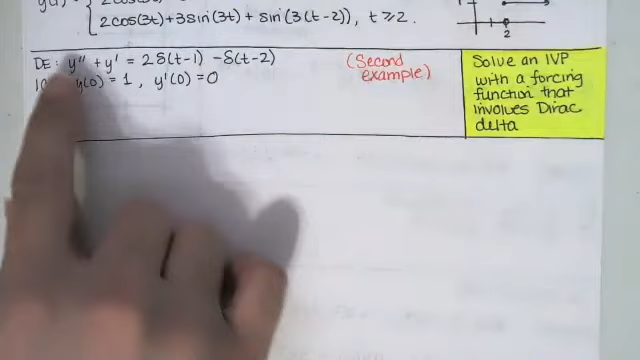 2cos(3t)+3sin(3t) + sin(3(t-2)), t≥2.
DE: y'' + y' = 2δ(t-1) - δ(t-2)
y(0) = 1, y'(0) = 0
(Second
example)
Solve an IVP
with a forcing
function that
involves Dirac
delta
1
2